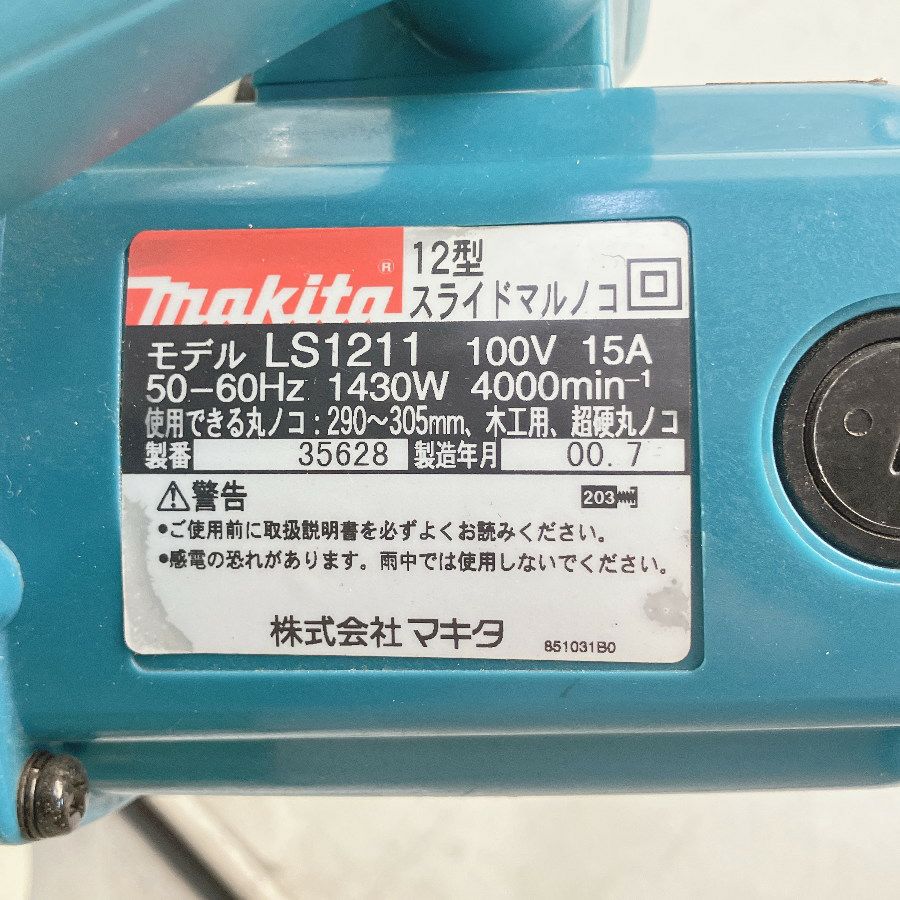 makita®
12型
スライドマルノコ
モデル LS1211 100V 15A
50-60Hz 1430W 4000min⁻¹
使用できる丸ノコ:290~305mm、木工用、超硬丸ノコ
製番 35628 製造年月 00.7
⚠警告 203
•ご使用前に取扱説明書を必ずよくお読みください。
•感電の恐れがあります。雨中では使用しないでください。
株式会社マキタ 851031B0